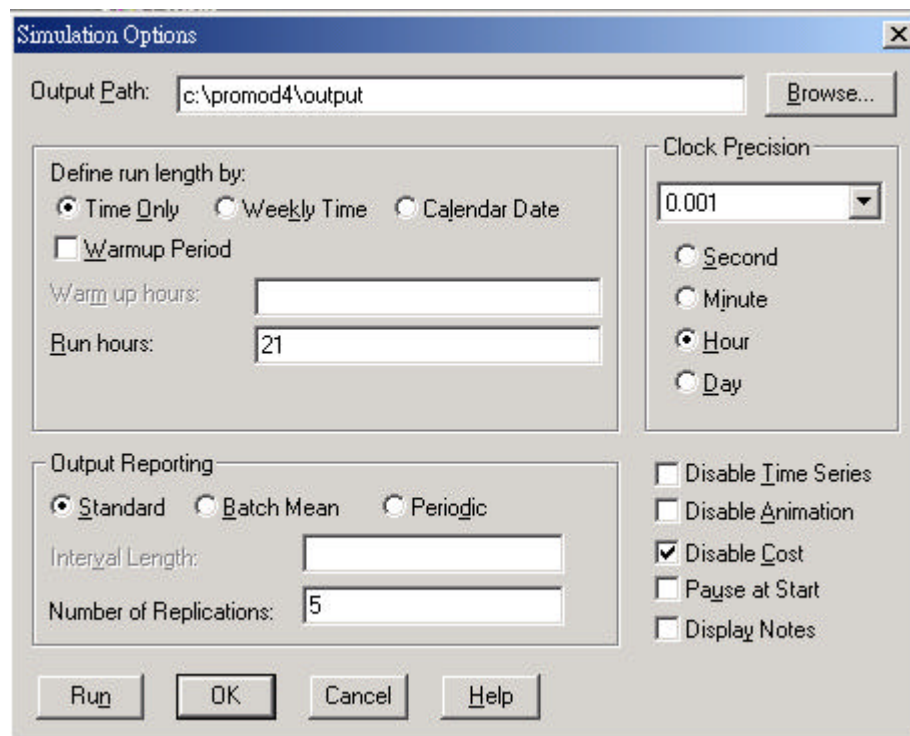 Simulation Options
Output Path: c:\promod4\output Browse...
Define run length by:
Time Only Weekly Time Calendar Date
Warmup Period
Warm up hours:
Run hours: 21
Clock Precision
0.001
Second
Minute
Hour
Day
Output Reporting
Standard Batch Mean Periodic
Interval Length:
Number of Replications: 5
Disable Time Series
Disable Animation
Disable Cost
Pause at Start
Display Notes
Run OK Cancel Help